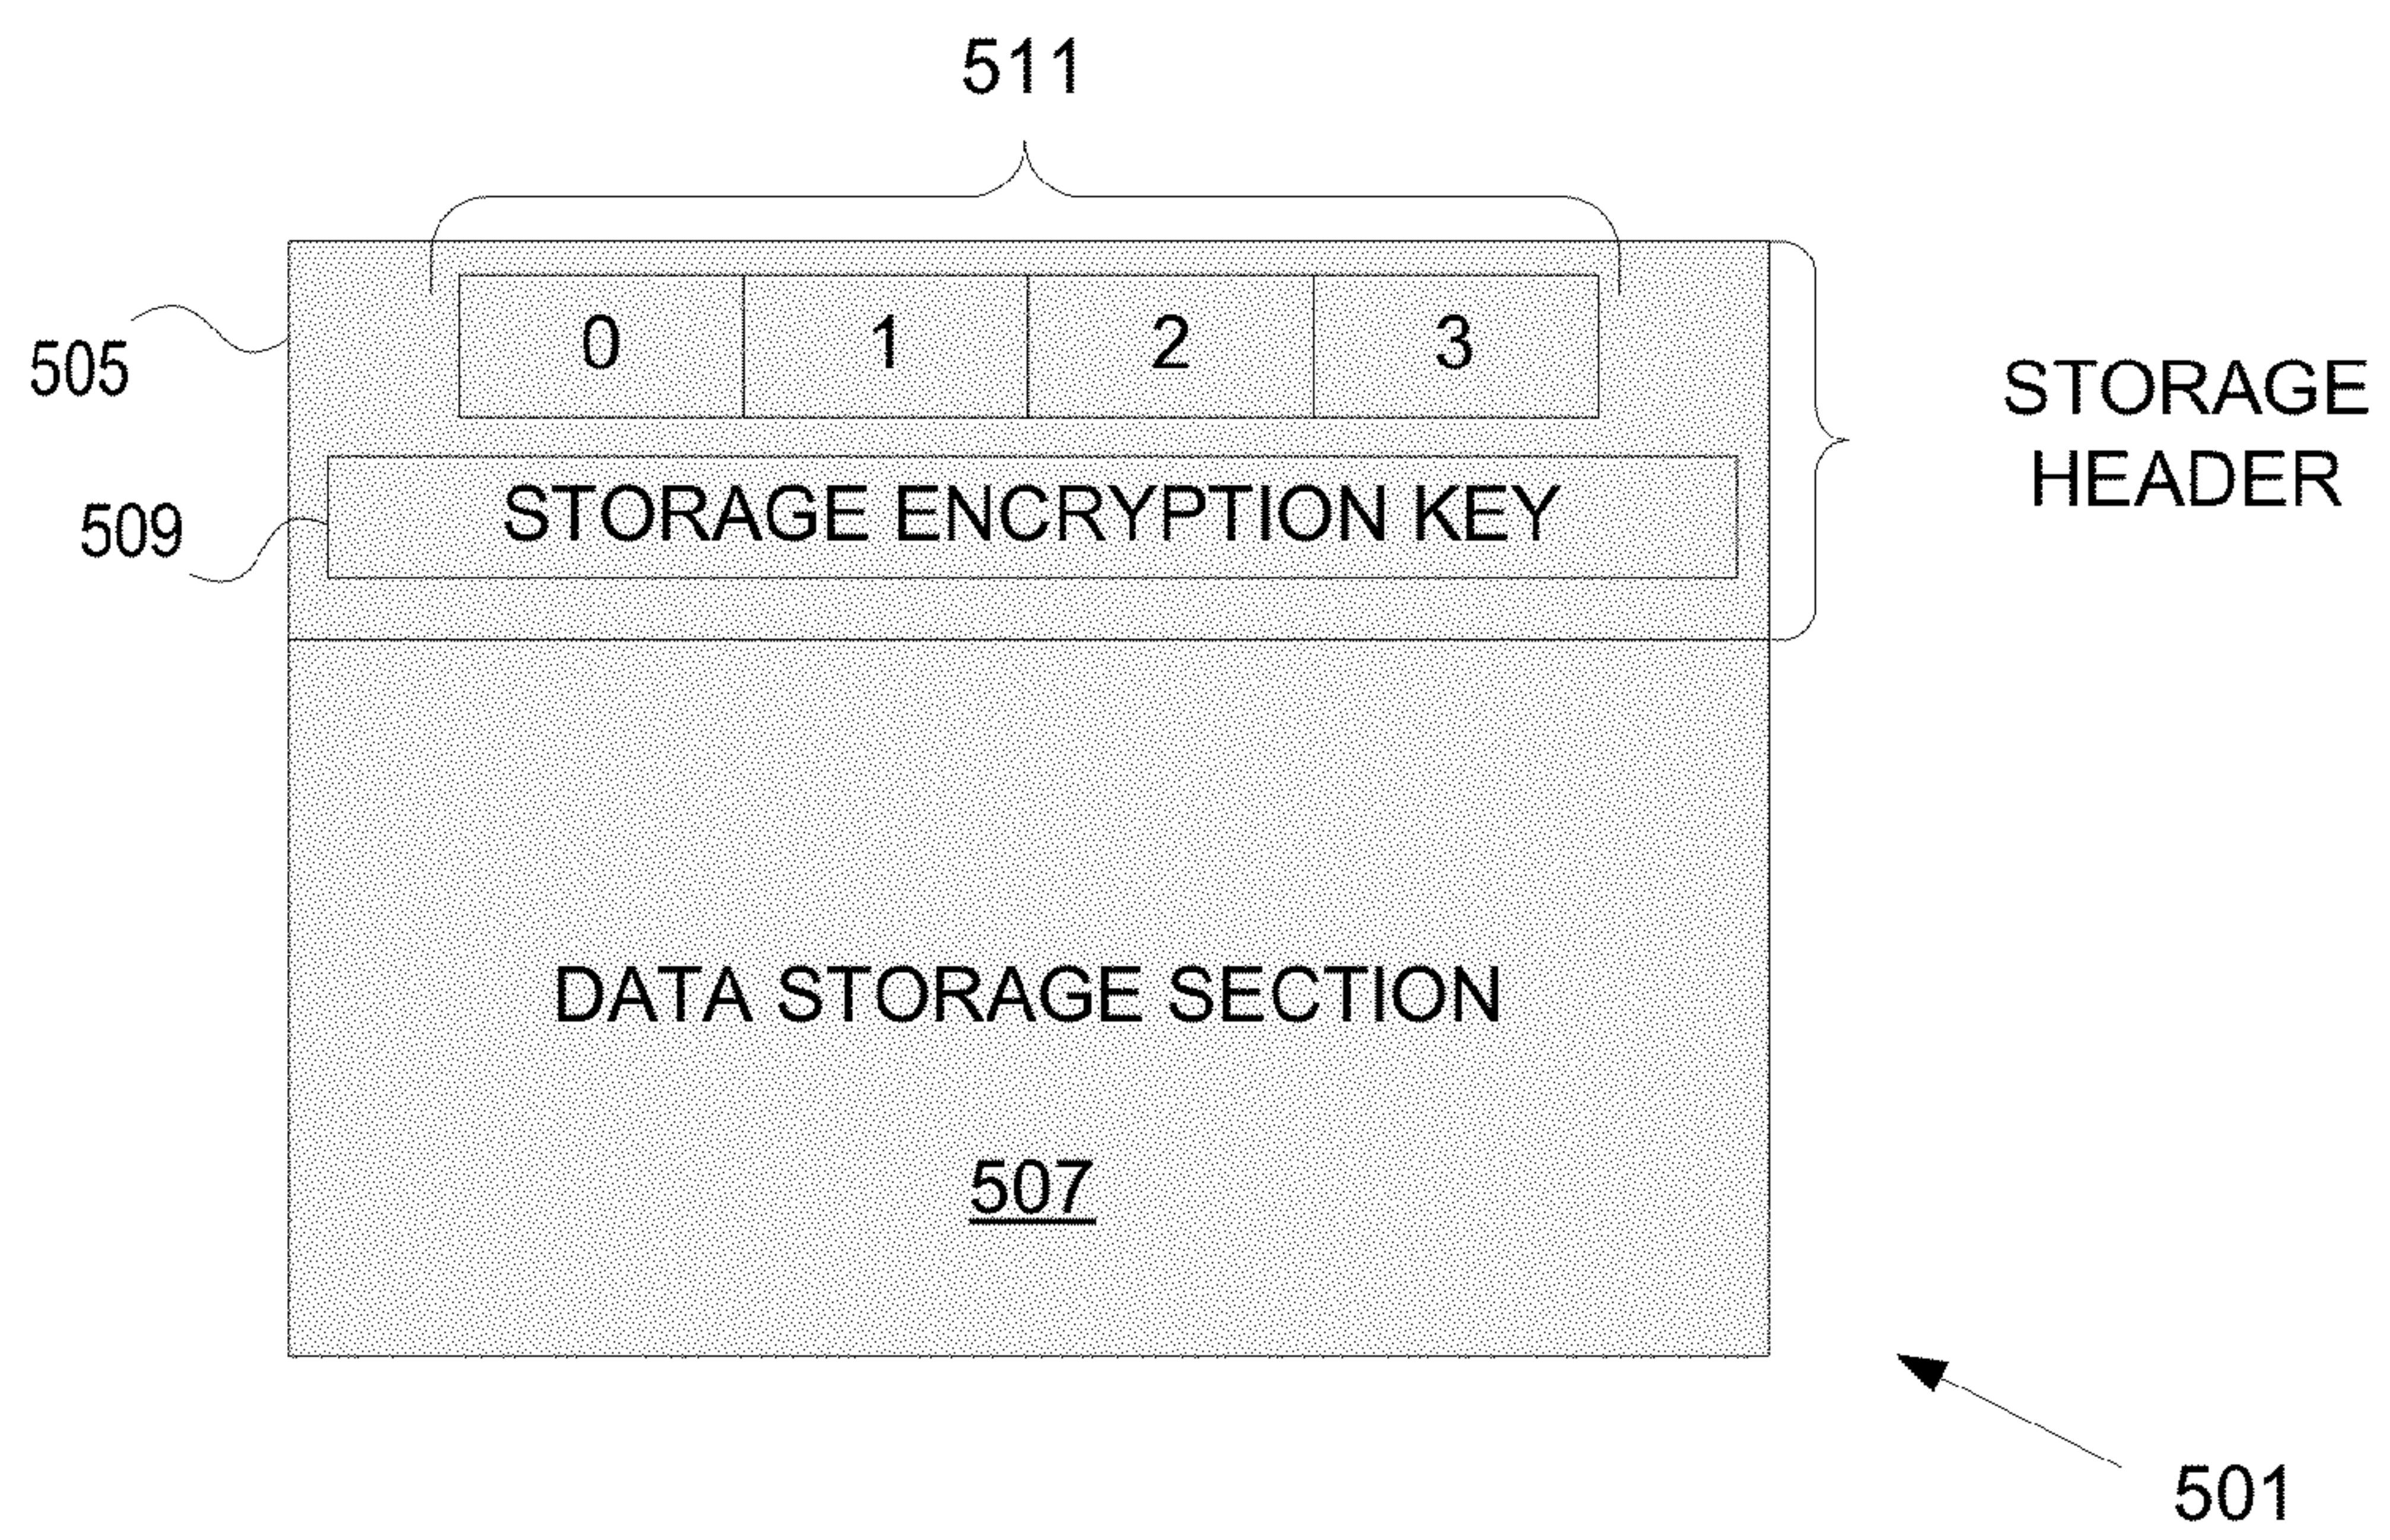 511
0 1 2 3
505
STORAGE
HEADER
509
STORAGE ENCRYPTION KEY
DATA STORAGE SECTION
507
501